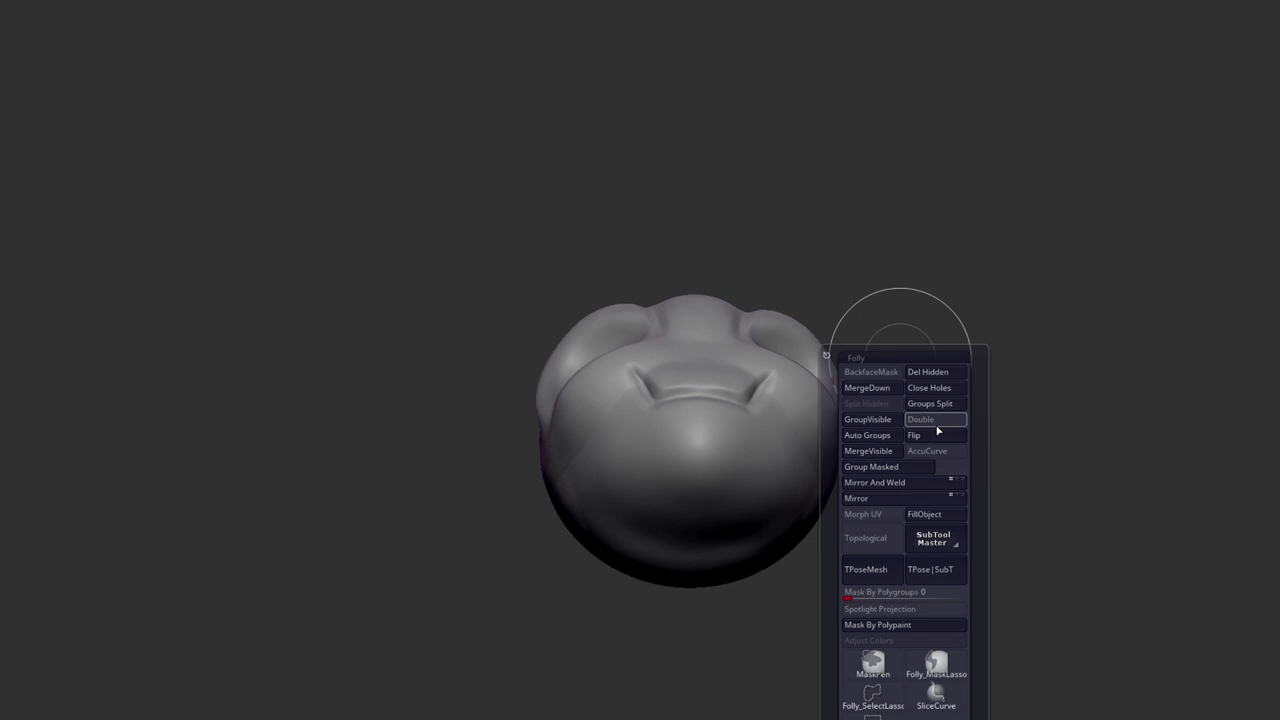 Folly
BackfaceMask Del Hidden
MergeDown Close Holes
Split Hidden Groups Split
GroupVisible Double
Auto Groups Flip
MergeVisible AccuCurve
Group Masked
Mirror And Weld
Mirror
Morph UV FillObject
Topological SubTool
Master
TPoseMesh TPose|SubT
Mask By Polygroups 0
Spotlight Projection
Mask By Polypaint
Adjust Colors
MaskPen Folly_MaskLasso
Folly_SelectLasso SliceCurve